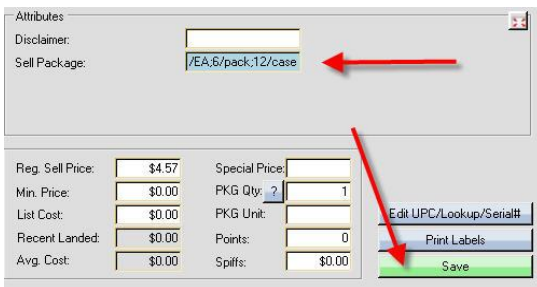 Attributes
Disclaimer:
Sell Package: /EA;6/pack;12/case
Reg. Sell Price: $4.57 Special Price:
Min. Price: $0.00 PKG Qty: ? 1
List Cost: $0.00 PKG Unit: Edit UPC/Lookup/Serial#
Recent Landed: $0.00 Points: 0 Print Labels
Avg. Cost: $0.00 Spiffs: $0.00 Save